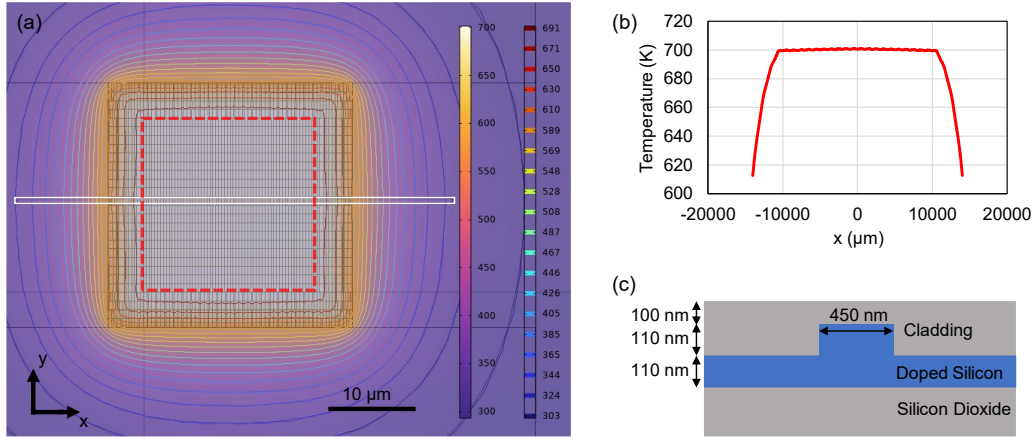 (a)
700
650
600
550
500
450
400
350
300
691
671
650
630
610
589
569
548
528
508
487
467
446
426
405
385
365
344
324
303
y
x
10 µm
(b)
Temperature (K)
720
700
680
660
640
620
600
-20000 -10000 0 10000 20000
x (µm)
(c)
100 nm
110 nm
110 nm
450 nm
Cladding
Doped Silicon
Silicon Dioxide